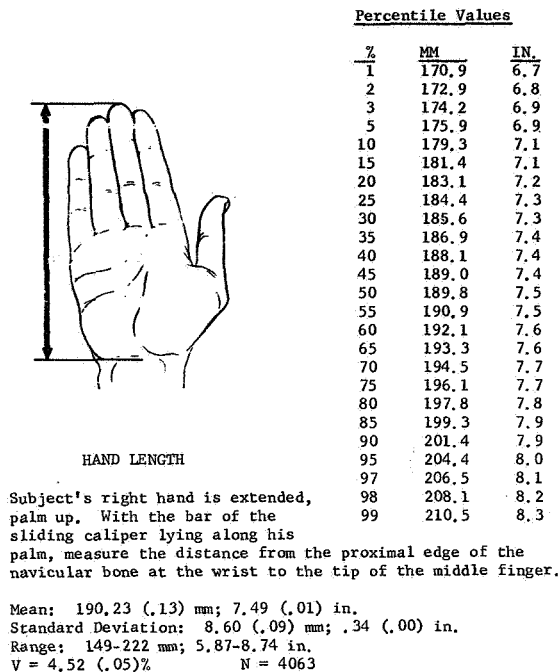 Percentile Values
% MM IN.
1 170.9 6.7
2 172.9 6.8
3 174.2 6.9
5 175.9 6.9
10 179.3 7.1
15 181.4 7.1
20 183.1 7.2
25 184.4 7.3
30 185.6 7.3
35 186.9 7.4
40 188.1 7.4
45 189.0 7.4
50 189.8 7.5
55 190.9 7.5
60 192.1 7.6
65 193.3 7.6
70 194.5 7.7
75 196.1 7.7
80 197.8 7.8
85 199.3 7.9
90 201.4 7.9
95 204.4 8.0
97 206.5 8.1
98 208.1 8.2
99 210.5 8.3
HAND LENGTH
Subject's right hand is extended,
palm up. With the bar of the
sliding caliper lying along his
palm, measure the distance from the proximal edge of the
navicular bone at the wrist to the tip of the middle finger.
Mean: 190.23 (.13) mm; 7.49 (.01) in.
Standard Deviation: 8.60 (.09) mm; .34 (.00) in.
Range: 149-222 mm; 5.87-8.74 in.
V = 4.52 (.05)% N = 4063